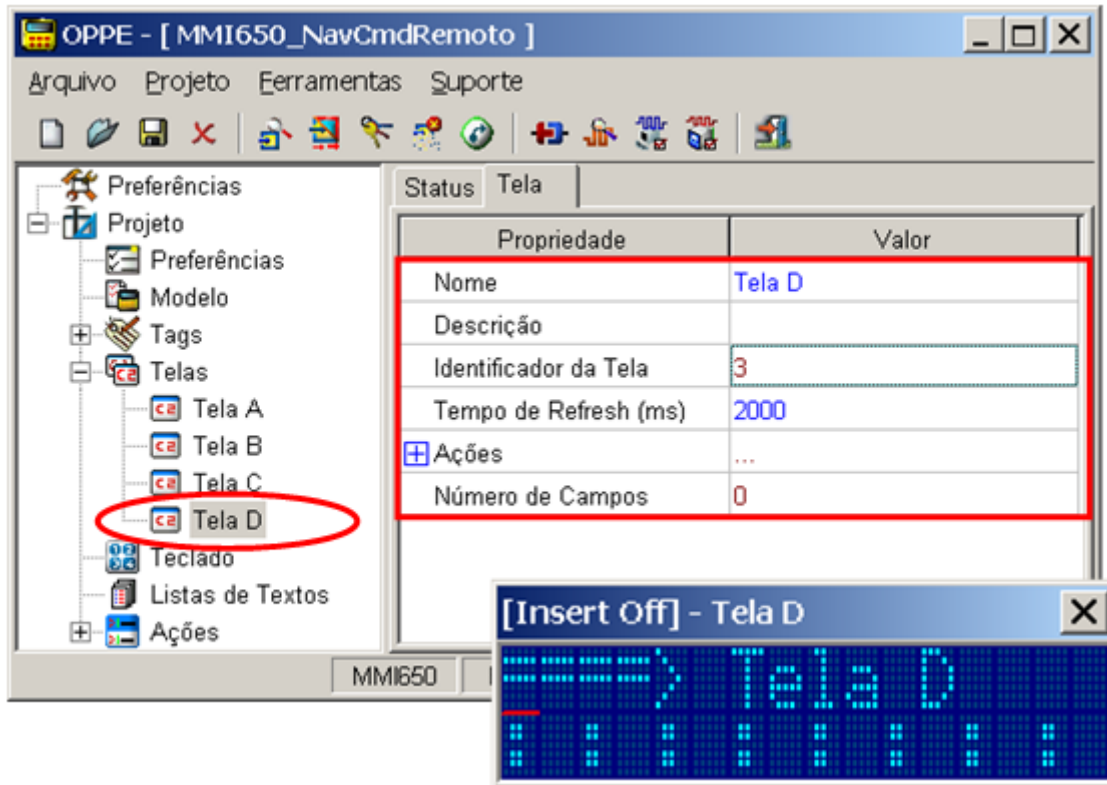 OPPE - [ MMI650_NavCmdRemoto ]
Arquivo Projeto Ferramentas Suporte
Preferências
Projeto
Preferências
Modelo
Tags
Telas
Tela A
Tela B
Tela C
Tela D
Teclado
Listas de Textos
Ações
Status Tela
Propriedade Valor
Nome Tela D
Descrição
Identificador da Tela 3
Tempo de Refresh (ms) 2000
Ações ...
Número de Campos 0
MMI650
[Insert Off] - Tela D
====> Tela D
: : : : : : : :